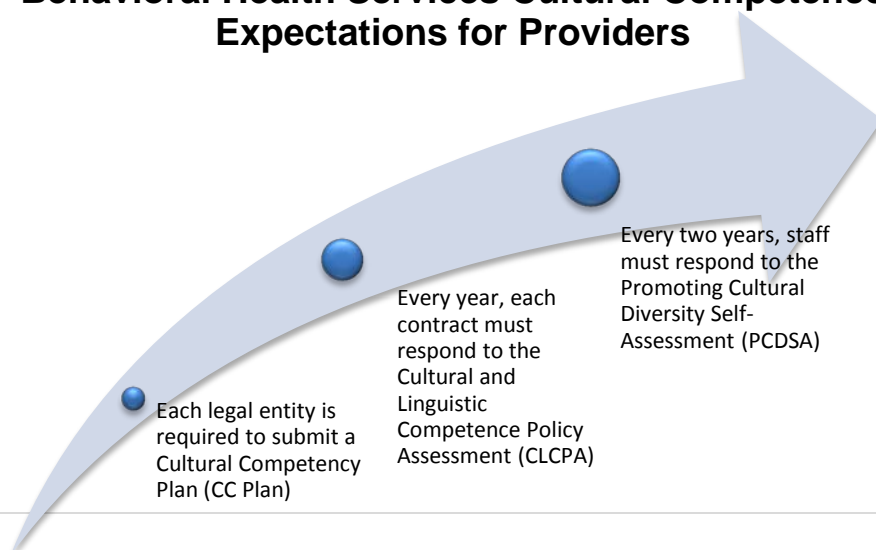 Behavioral Health Services Cultural Competence
Expectations for Providers
Every two years, staff
must respond to the
Promoting Cultural
Diversity Self-
Assessment (PCDSA)
Every year, each
contract must
respond to the
Cultural and
Linguistic
Competence Policy
Assessment (CLCPA)
Each legal entity is
required to submit a
Cultural Competency
Plan (CC Plan)